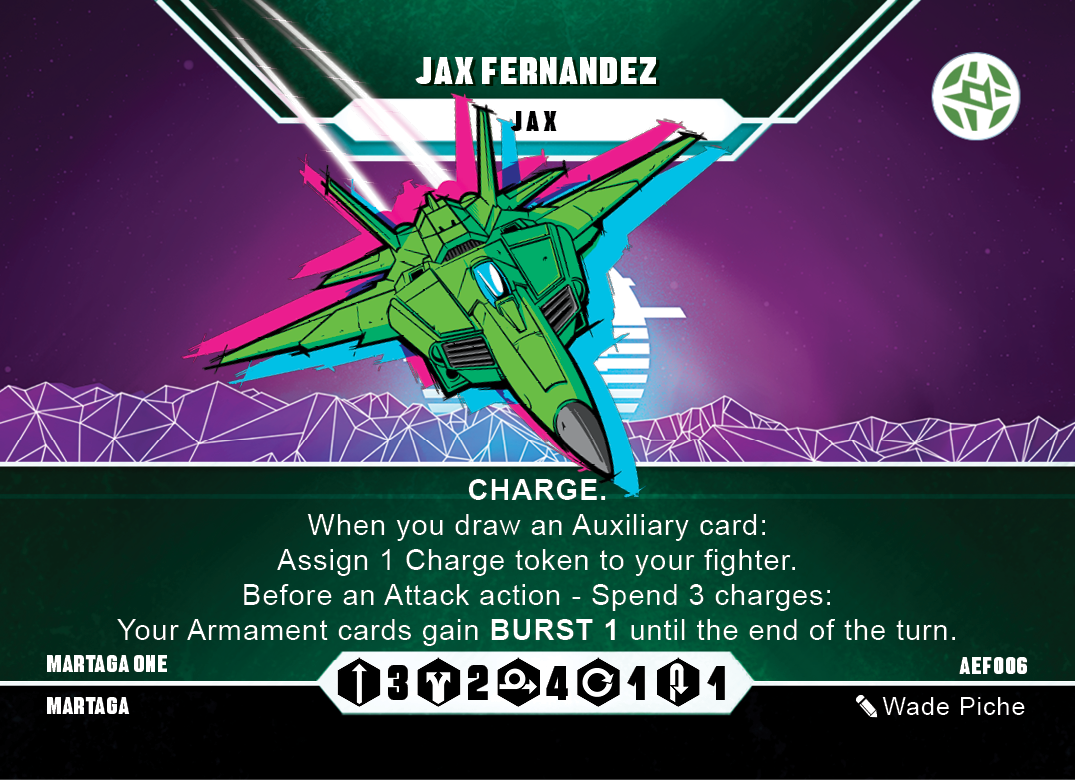 JAX FERNANDEZ
JAX
CHARGE.
When you draw an Auxiliary card:
Assign 1 Charge token to your fighter.
Before an Attack action - Spend 3 charges:
Your Armament cards gain BURST 1 until the end of the turn.
MARTAGA ONE
AEF006
3 2 4 1 1
MARTAGA
Wade Piche